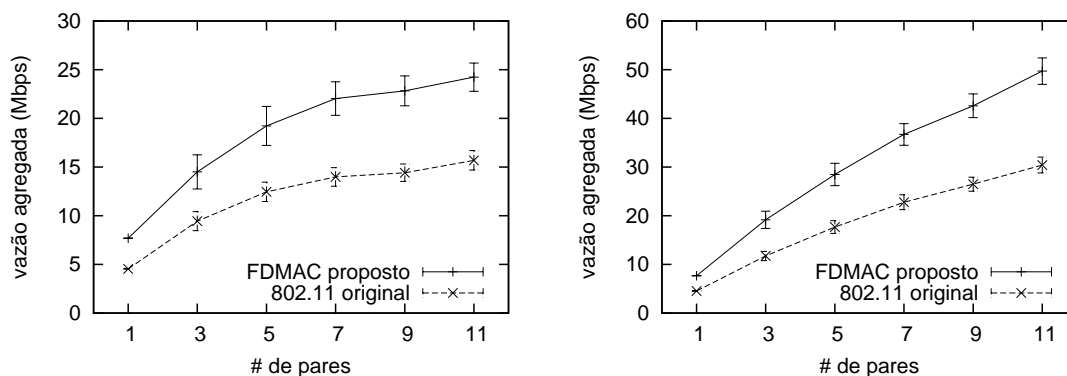 vazão agregada (Mbps)
30
25
20
15
10
5
0
FDMAC proposto
802.11 original
1 3 5 7 9 11
# de pares
vazão agregada (Mbps)
60
50
40
30
20
10
0
FDMAC proposto
802.11 original
1 3 5 7 9 11
# de pares